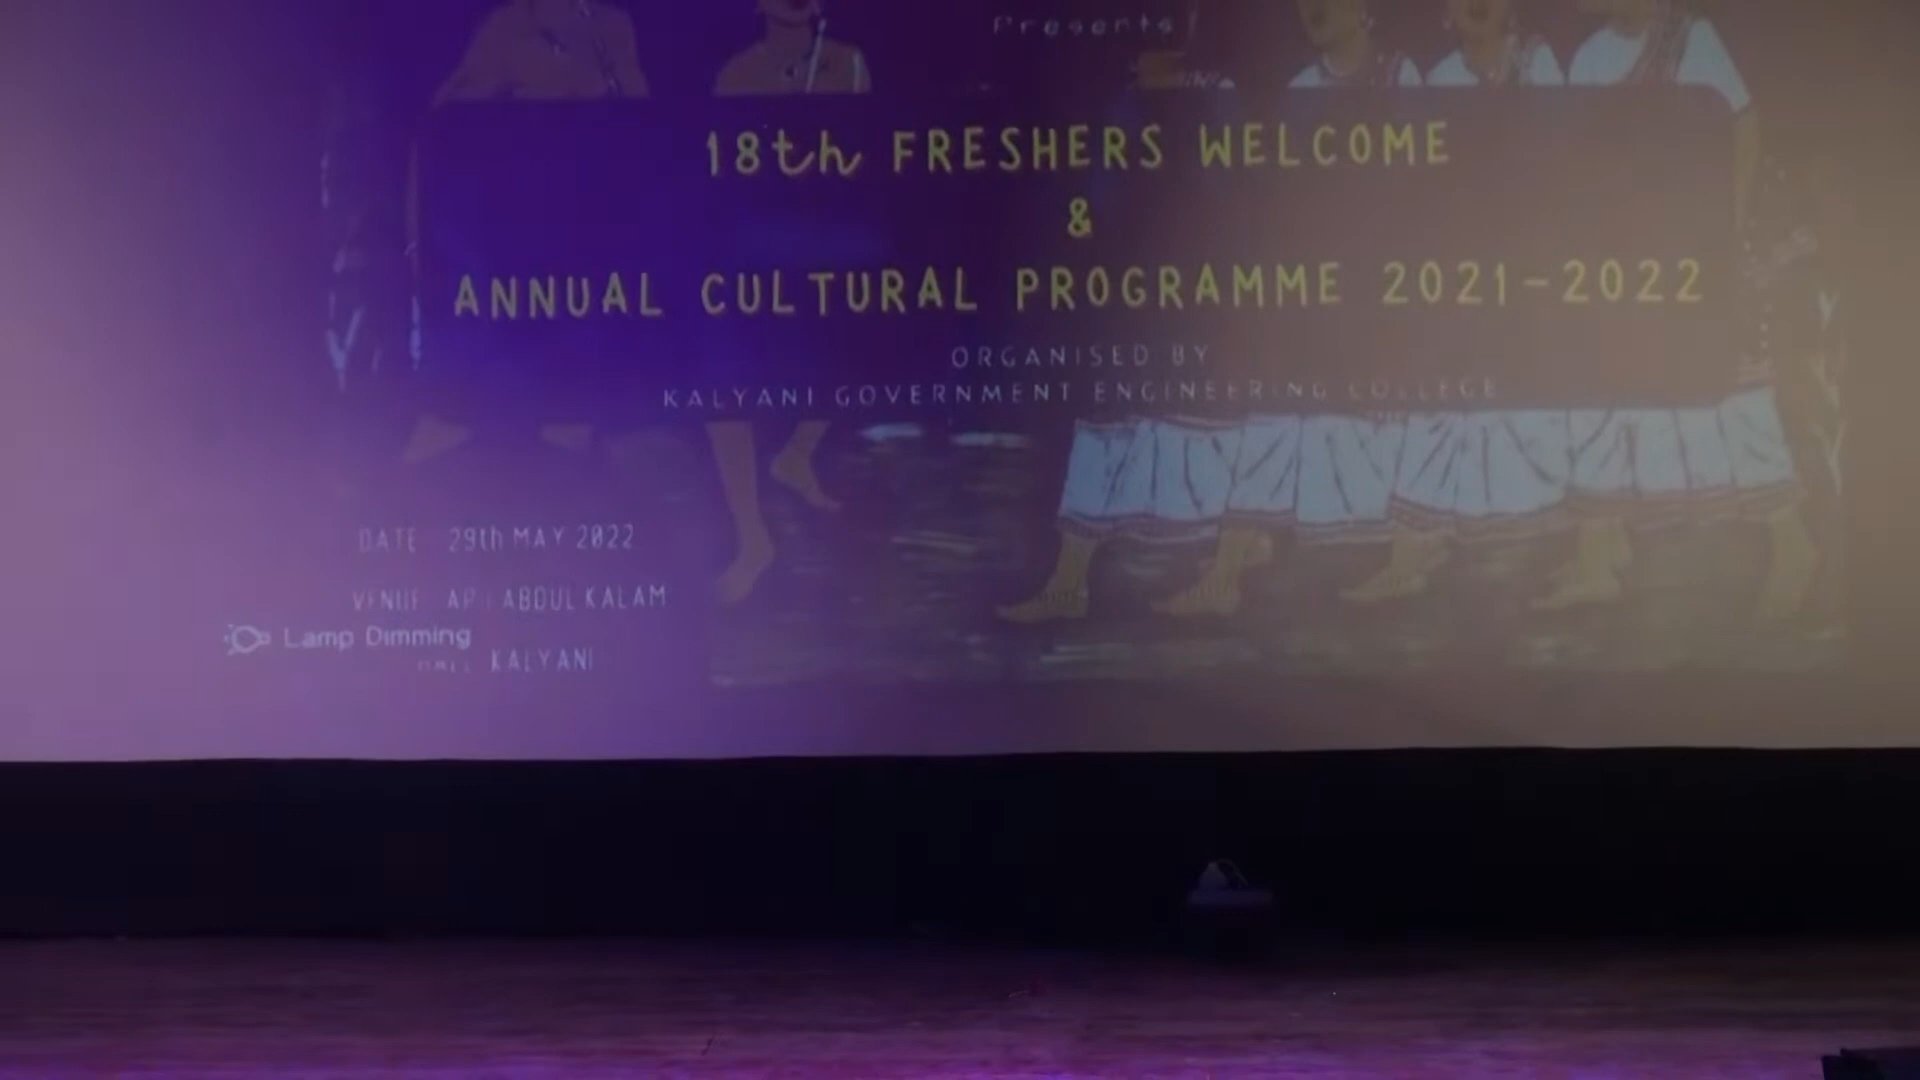 Presents
18th FRESHERS WELCOME
&
ANNUAL CULTURAL PROGRAMME 2021-2022
ORGANISED BY
KALYANI GOVERNMENT ENGINEERING COLLEGE
DATE 29th MAY 2022
VENUE ABDUL KALAM
Lamp Dimming
KALYANI